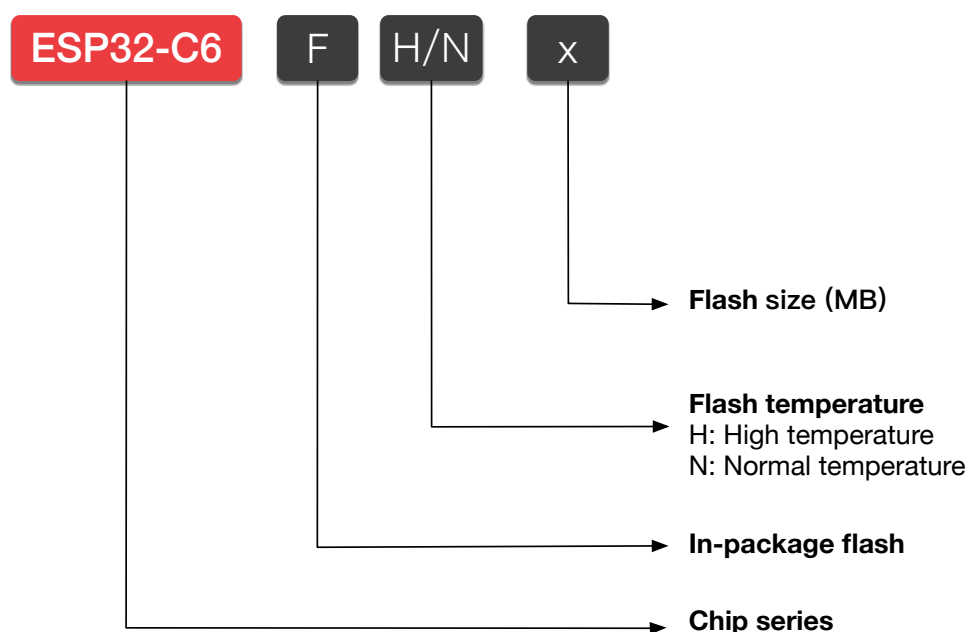 ESP32-C6 F H/N x
Flash size (MB)
Flash temperature
H: High temperature
N: Normal temperature
In-package flash
Chip series